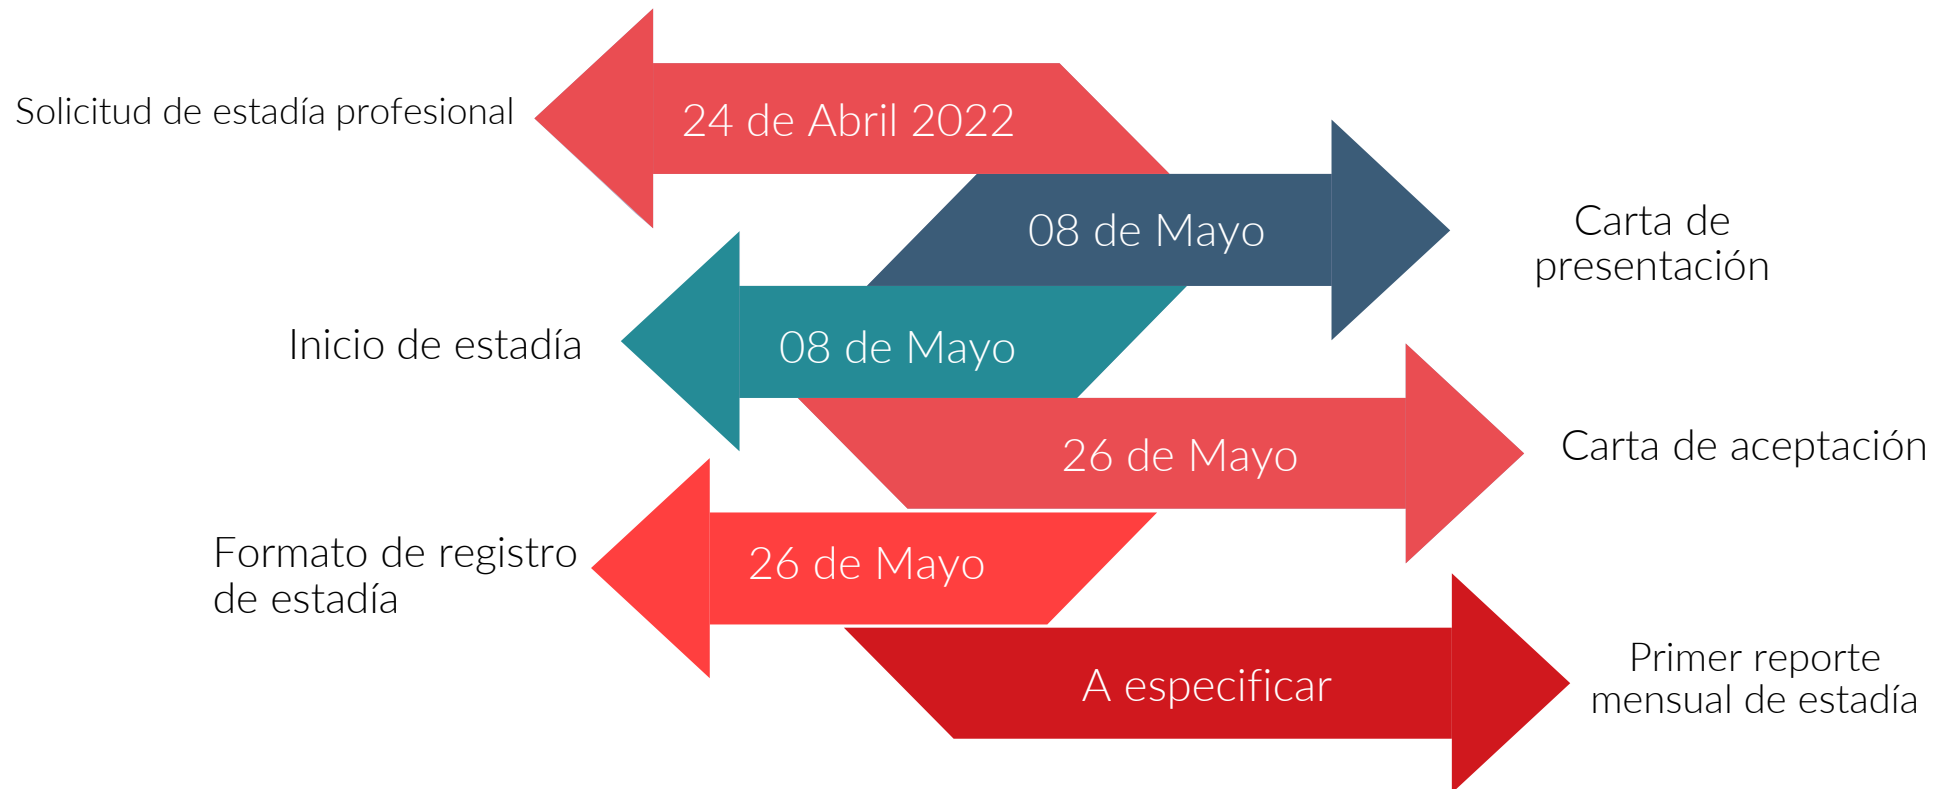 Solicitud de estadía profesional
24 de Abril 2022
08 de Mayo
Carta de
presentación
Inicio de estadía
08 de Mayo
26 de Mayo
Carta de aceptación
Formato de registro
de estadía
26 de Mayo
A especificar
Primer reporte
mensual de estadía